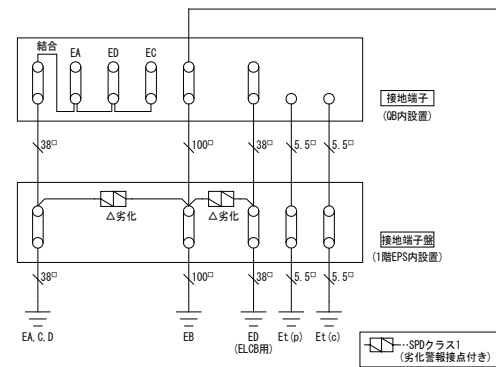 結合 EA ED EC
接地端子
(QB内設置)
38□ 100□ 38□ 5.5□ 5.5□
△劣化 △劣化
接地端子盤
(1階EPS内設置)
38□ 100□ 38□ 5.5□ 5.5□
EA,C,D EB ED Et(p) Et(c)
(ELCB用)
…SPDクラス1
(劣化警報接点付き)